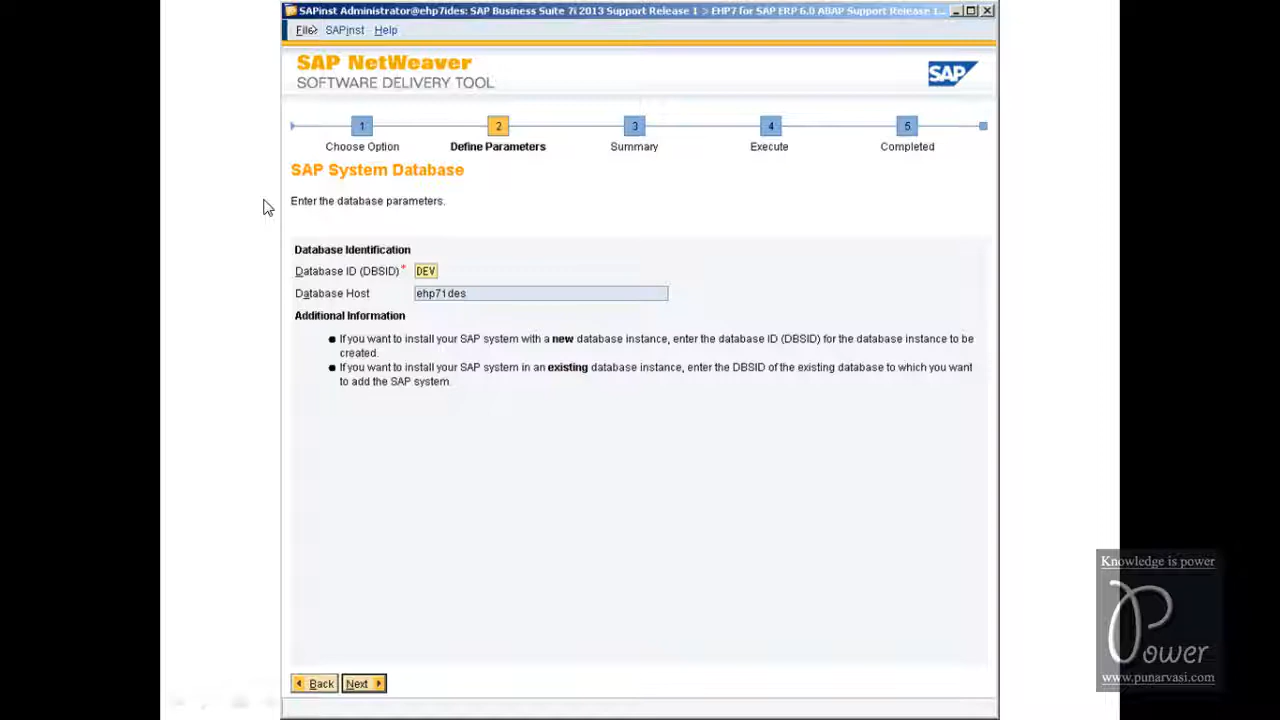 SAPinst Administrator@ehp7ides: SAP Business Suite 7i 2013 Support Release 1 > EHP7 for SAP ERP 6.0 ABAP Support Release 1...
File SAPinst Help
SAP NetWeaver
SOFTWARE DELIVERY TOOL
SAP
1 2 3 4 5
Choose Option Define Parameters Summary Execute Completed
SAP System Database
Enter the database parameters.
Database Identification
Database ID (DBSID)* DEV
Database Host ehp7ides
Additional Information
If you want to install your SAP system with a new database instance, enter the database ID (DBSID) for the database instance to be
created.
If you want to install your SAP system in an existing database instance, enter the DBSID of the existing database to which you want
to add the SAP system.
Back Next
Knowledge is power
Power
www.punarvasi.com